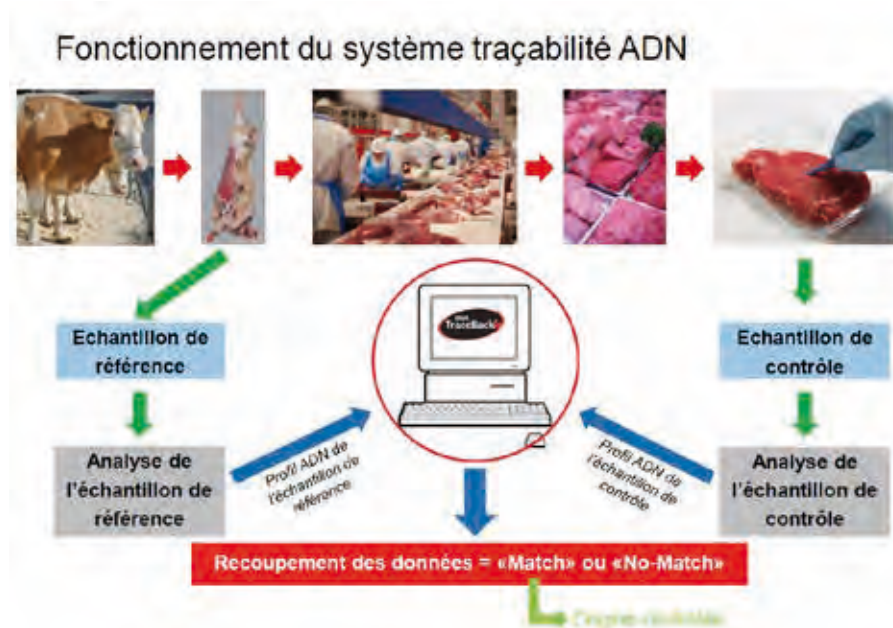 Fonctionnement du système traçabilité ADN
TraceBack
Echantillon de
référence
Echantillon de
contrôle
Analyse de
l'échantillon de
référence
Profil ADN de
l'échantillon de
référence
Profil ADN de
l'échantillon de
contrôle
Analyse de
l'échantillon de
contrôle
Recoupement des données = «Match» ou «No-Match»